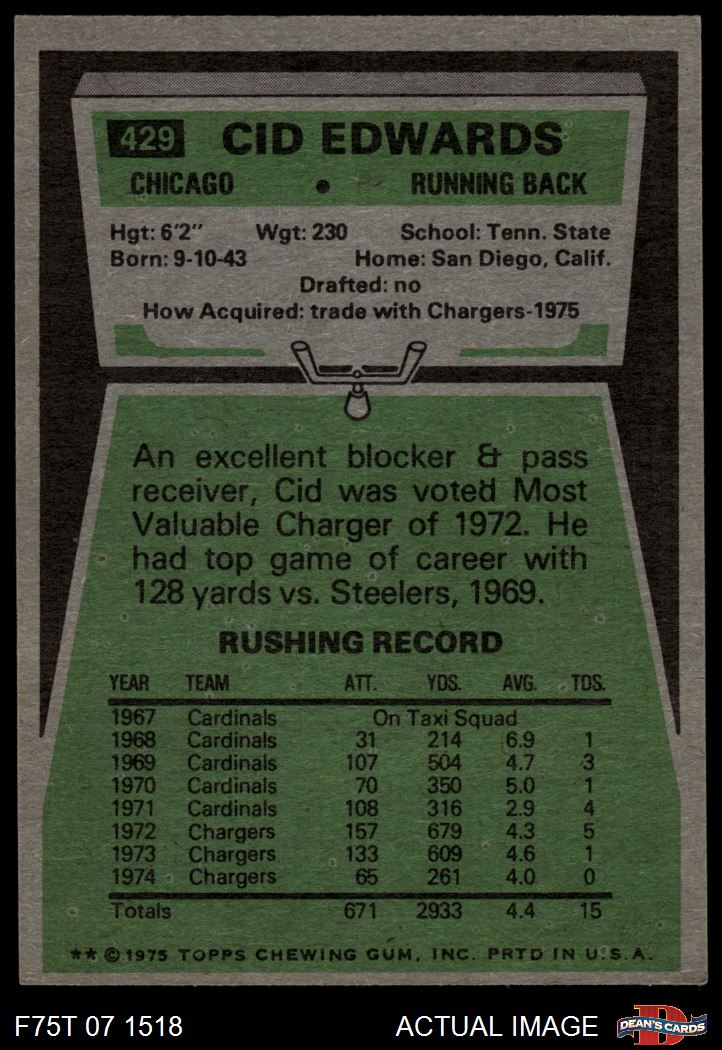 429 CID EDWARDS
CHICAGO • RUNNING BACK
Hgt: 6'2" Wgt: 230 School: Tenn. State
Born: 9-10-43 Home: San Diego, Calif.
Drafted: no
How Acquired: trade with Chargers-1975
An excellent blocker & pass
receiver, Cid was voted Most
Valuable Charger of 1972. He
had top game of career with
128 yards vs. Steelers, 1969.
RUSHING RECORD
YEAR TEAM ATT. YDS. AVG. TDS.
1967 Cardinals On Taxi Squad
1968 Cardinals 31 214 6.9 1
1969 Cardinals 107 504 4.7 3
1970 Cardinals 70 350 5.0 1
1971 Cardinals 108 316 2.9 4
1972 Chargers 157 679 4.3 5
1973 Chargers 133 609 4.6 1
1974 Chargers 65 261 4.0 0
Totals 671 2933 4.4 15
** © 1975 TOPPS CHEWING GUM, INC. PRTD IN U.S.A.
F75T 07 1518 ACTUAL IMAGE D DEAN'S CARDS